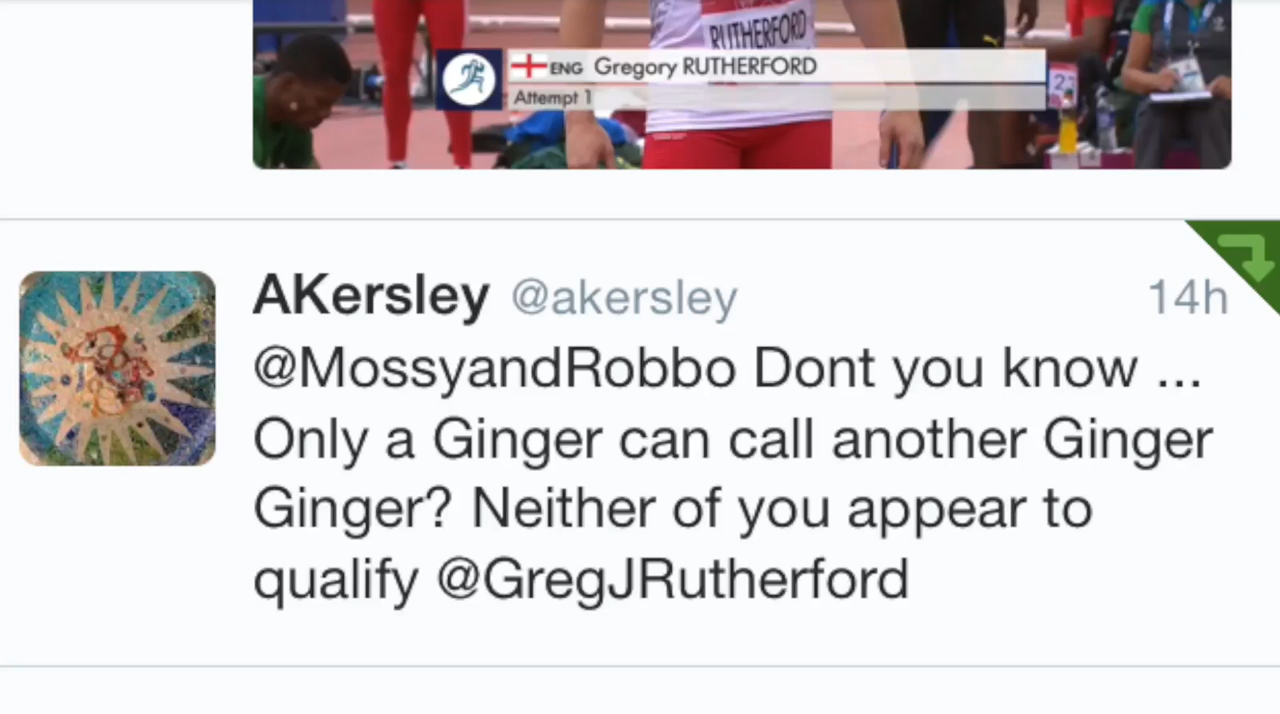 RUTHERFORD
ENG Gregory RUTHERFORD
Attempt 1
AKersley @akersley 14h
@MossyandRobbo Dont you know ...
Only a Ginger can call another Ginger
Ginger? Neither of you appear to
qualify @GregJRutherford